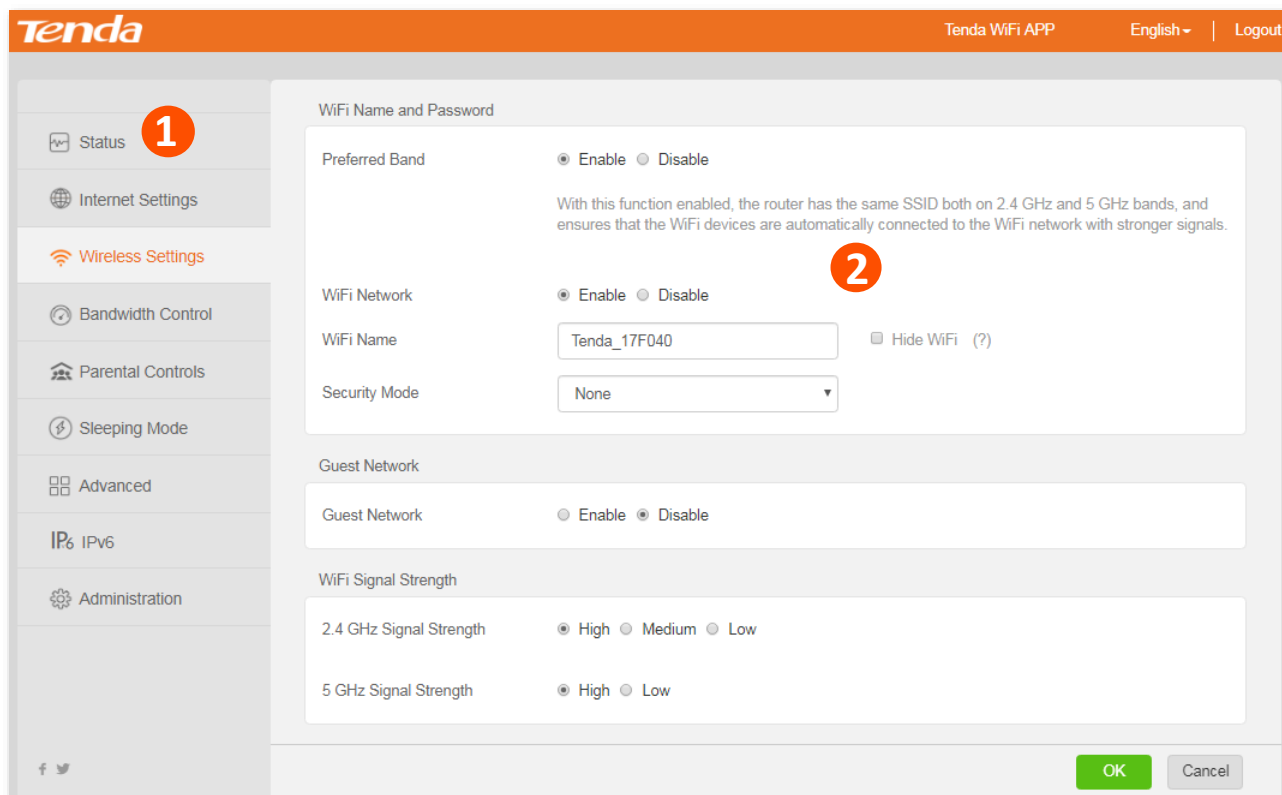 Tenda
Tenda WiFi APP English Logout
1
Status
Internet Settings
Wireless Settings
Bandwidth Control
Parental Controls
Sleeping Mode
Advanced
IPv6 IPv6
Administration
WiFi Name and Password
Preferred Band Enable Disable
With this function enabled, the router has the same SSID both on 2.4 GHz and 5 GHz bands, and
ensures that the WiFi devices are automatically connected to the WiFi network with stronger signals.
2
WiFi Network Enable Disable
WiFi Name Tenda_17F040 Hide WiFi (?)
Security Mode None
Guest Network
Guest Network Enable Disable
WiFi Signal Strength
2.4 GHz Signal Strength High Medium Low
5 GHz Signal Strength High Low
OK Cancel